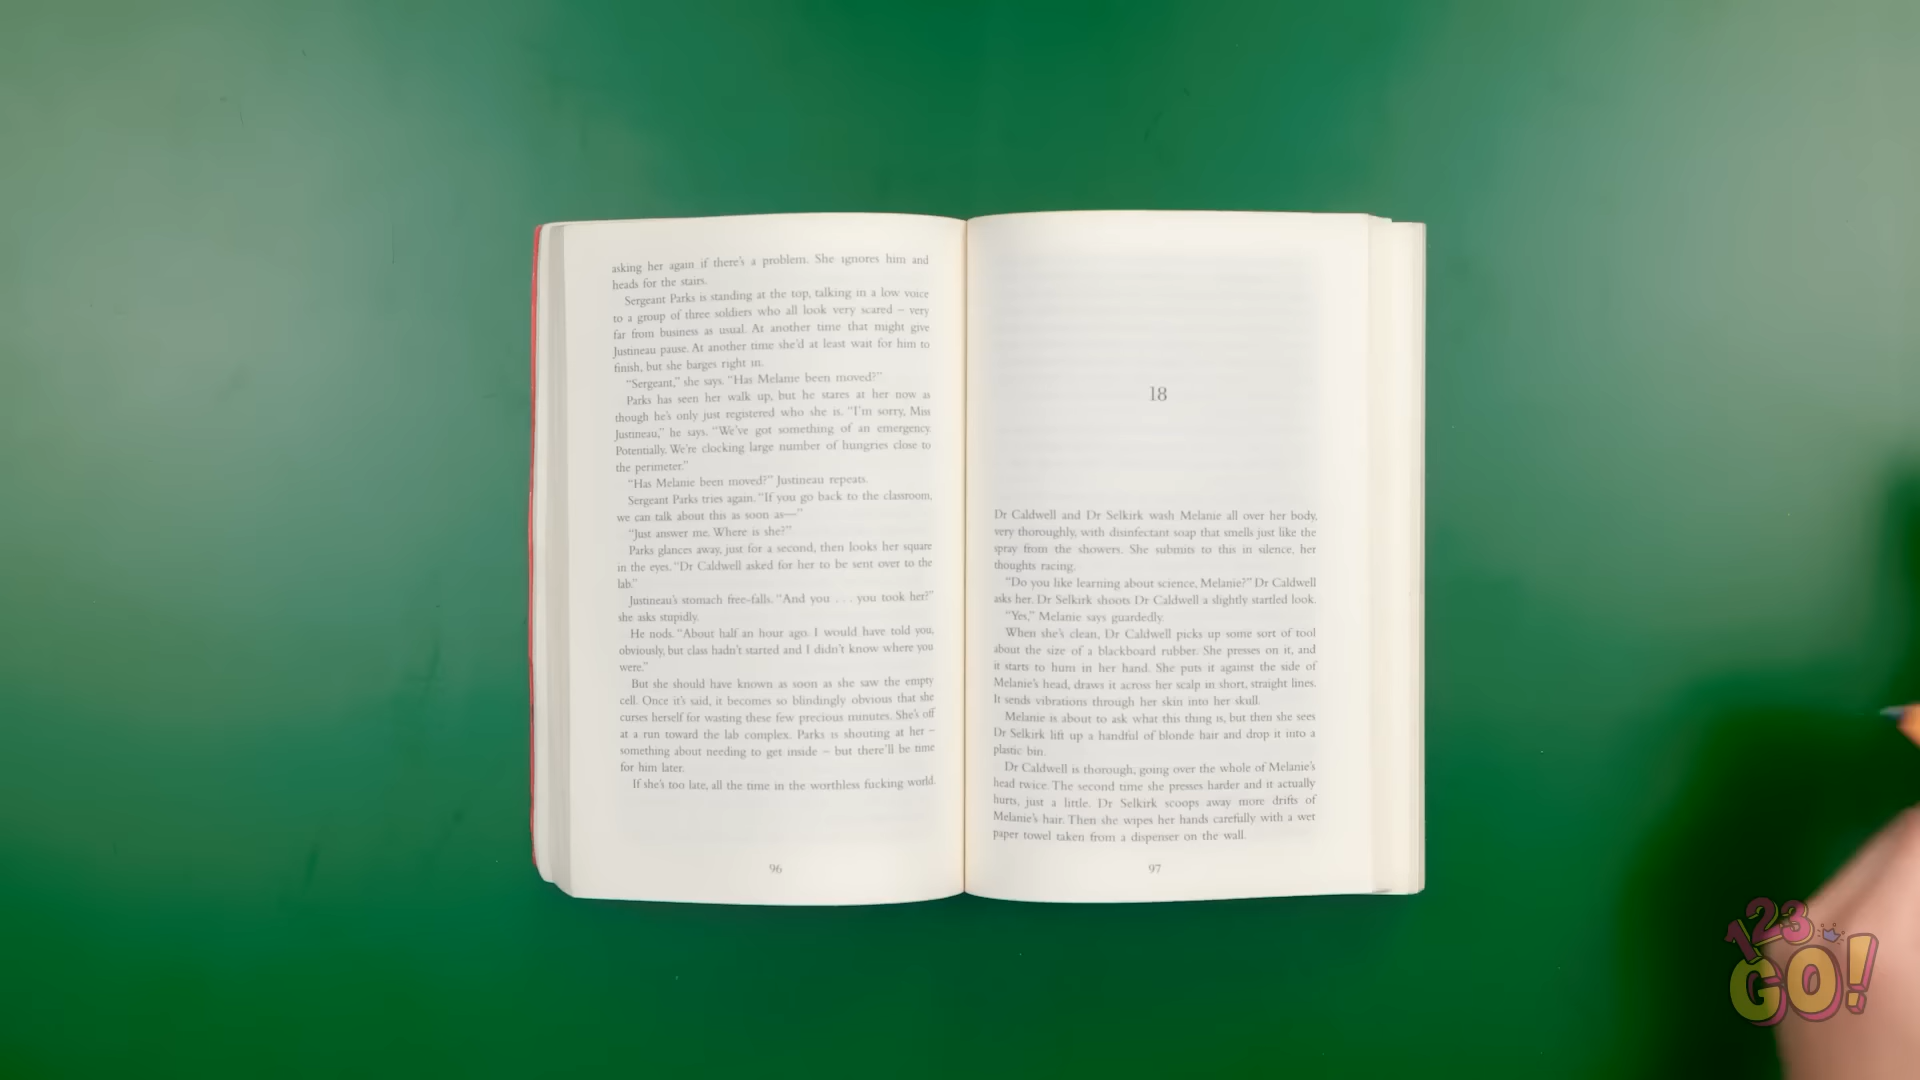 asking her again if there's a problem. She ignores him and
heads for the stairs.
Sergeant Parks is standing at the top, talking in a low voice
to a group of three soldiers who all look very scared – very
far from business as usual. At another time that might give
Justineau pause. At another time she'd at least wait for him to
finish, but she barges right in.
"Sergeant," she says. "Has Melanie been moved?"
Parks has seen her walk up, but he stares at her now as
though he's only just registered who she is. "I'm sorry, Miss
Justineau," he says. "We've got something of an emergency.
Potentially. We're clocking large number of hungries close to
the perimeter."
"Has Melanie been moved?" Justineau repeats.
Sergeant Parks tries again. "If you go back to the classroom,
we can talk about this as soon as—"
"Just answer me. Where is she?"
Parks glances away, just for a second, then looks her square
in the eyes. "Dr Caldwell asked for her to be sent over to the
lab."
Justineau's stomach free-falls. "And you . . . you took her?"
she asks stupidly.
He nods. "About half an hour ago. I would have told you,
obviously, but class hadn't started and I didn't know where you
were."
But she should have known as soon as she saw the empty
cell. Once it's said, it becomes so blindingly obvious that she
curses herself for wasting these few precious minutes. She's off
at a run toward the lab complex. Parks is shouting at her –
something about needing to get inside – but there'll be time
for him later.
If she's too late, all the time in the worthless fucking world.
96
18
Dr Caldwell and Dr Selkirk wash Melanie all over her body,
very thoroughly, with disinfectant soap that smells just like the
spray from the showers. She submits to this in silence, her
thoughts racing.
"Do you like learning about science, Melanie?" Dr Caldwell
asks her. Dr Selkirk shoots Dr Caldwell a slightly startled look.
"Yes," Melanie says guardedly.
When she's clean, Dr Caldwell picks up some sort of tool
about the size of a blackboard rubber. She presses on it, and
it starts to hum in her hand. She puts it against the side of
Melanie's head, draws it across her scalp in short, straight lines.
It sends vibrations through her skin into her skull.
Melanie is about to ask what this thing is, but then she sees
Dr Selkirk lift up a handful of blonde hair and drop it into a
plastic bin.
Dr Caldwell is thorough, going over the whole of Melanie's
head twice. The second time she presses harder and it actually
hurts, just a little. Dr Selkirk scoops away more drifts of
Melanie's hair. Then she wipes her hands carefully with a wet
paper towel taken from a dispenser on the wall.
97
123
GO!